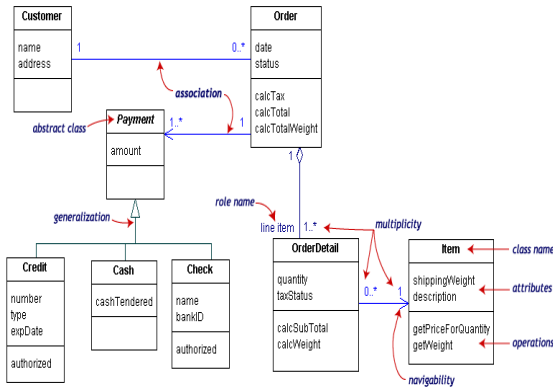 Customer
name
address
1
0..*
association
Order
date
status
calcTax
calcTotal
calcTotalWeight
abstract class
Payment
amount
1..*
1
generalization
1
role name
line item
1..*
multiplicity
Credit
number
type
expDate
authorized
Cash
cashTendered
Check
name
bankID
authorized
OrderDetail
quantity
taxStatus
calcSubTotal
calcWeight
0..*
1
Item
shippingWeight
description
getPriceForQuantity
getWeight
class name
attributes
operations
navigability